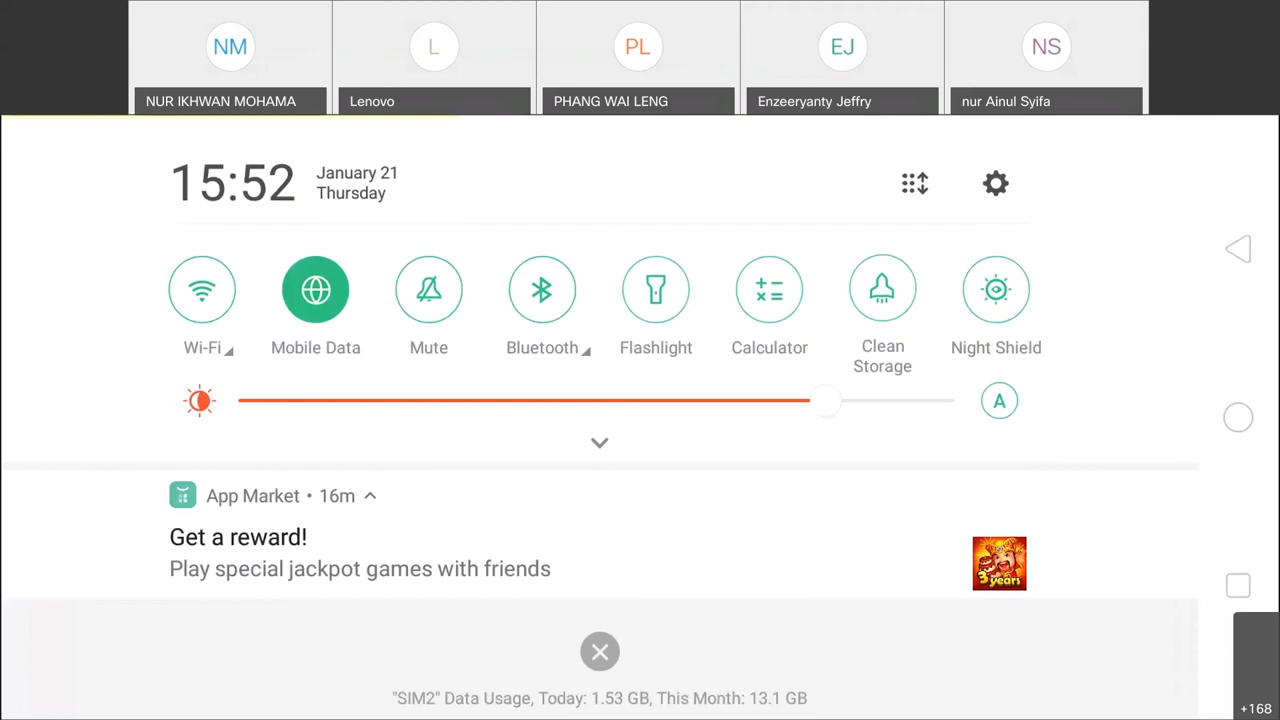 NM
L
PL
EJ
NS
NUR IKHWAN MOHAMA
Lenovo
PHANG WAI LENG
Enzeeryanty Jeffry
nur Ainul Syifa
15:52
January 21
Thursday
Wi-Fi
Mobile Data
Mute
Bluetooth
Flashlight
Calculator
Clean
Storage
Night Shield
A
App Market • 16m
Get a reward!
Play special jackpot games with friends
3 years
"SIM2" Data Usage, Today: 1.53 GB, This Month: 13.1 GB
+168